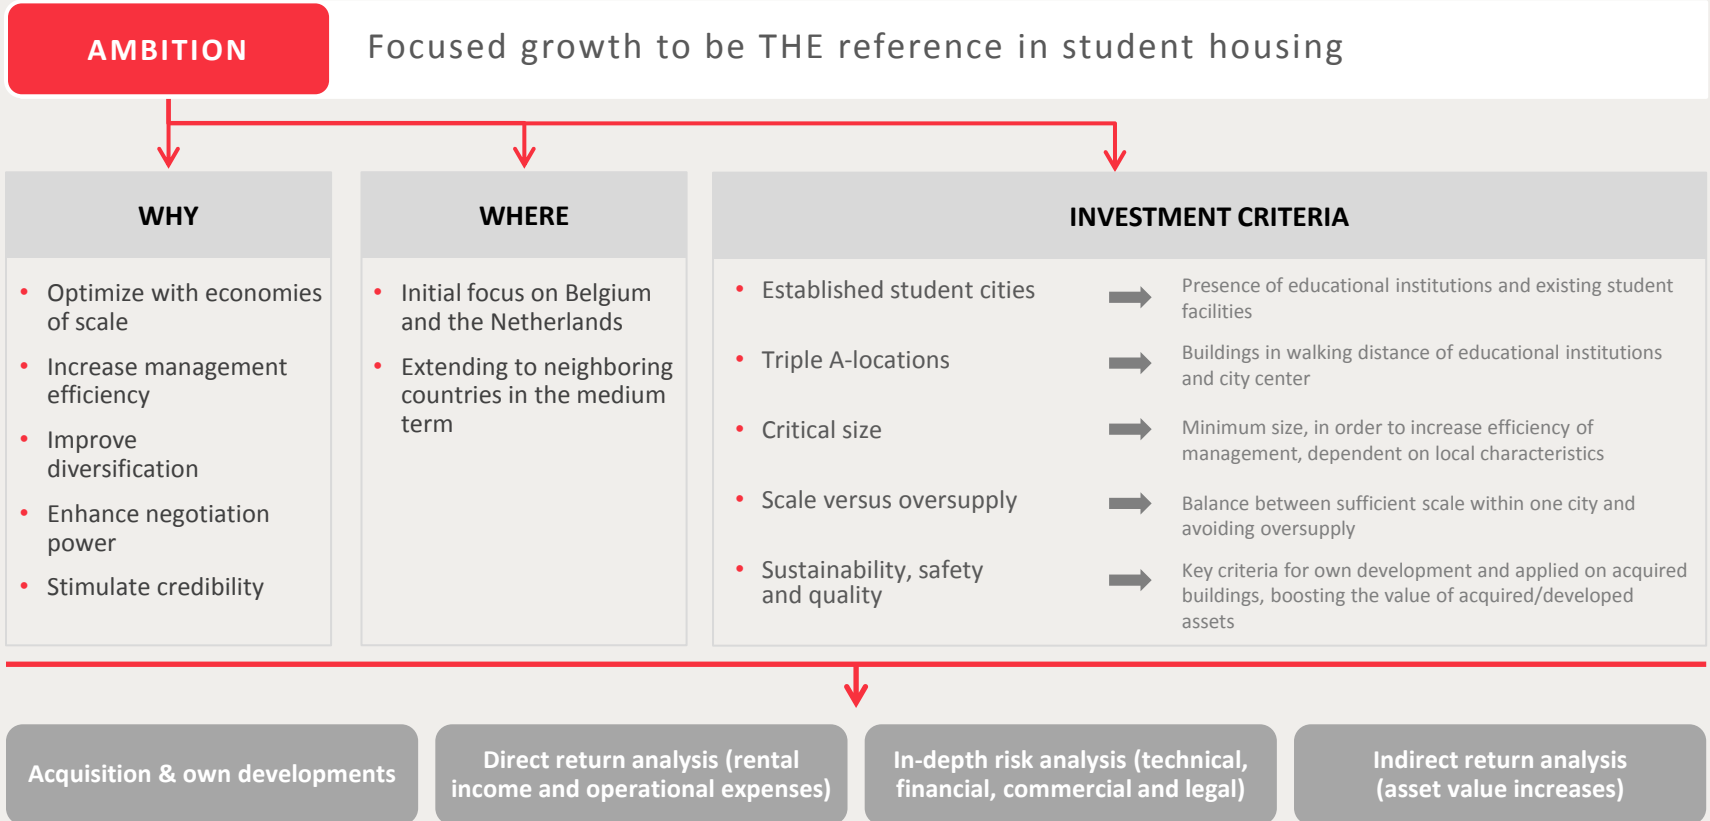 AMBITION
Focused growth to be THE reference in student housing
WHY
• Optimize with economies
of scale
• Increase management
efficiency
• Improve
diversification
• Enhance negotiation
power
• Stimulate credibility
WHERE
• Initial focus on Belgium
and the Netherlands
• Extending to neighboring
countries in the medium
term
INVESTMENT CRITERIA
• Established student cities
Presence of educational institutions and existing student
facilities
• Triple A-locations
Buildings in walking distance of educational institutions
and city center
• Critical size
Minimum size, in order to increase efficiency of
management, dependent on local characteristics
• Scale versus oversupply
Balance between sufficient scale within one city and
avoiding oversupply
• Sustainability, safety
and quality
Key criteria for own development and applied on acquired
buildings, boosting the value of acquired/developed
assets
Acquisition & own developments
Direct return analysis (rental
income and operational expenses)
In-depth risk analysis (technical,
financial, commercial and legal)
Indirect return analysis
(asset value increases)